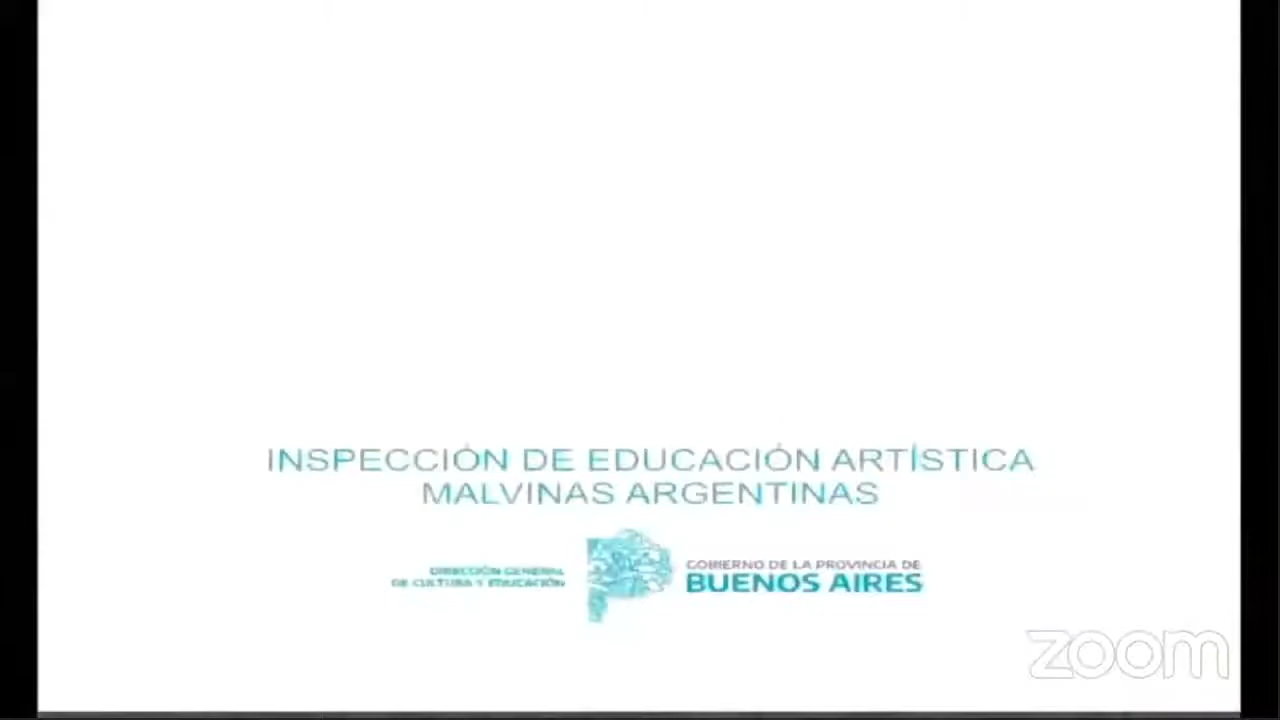 INSPECCIÓN DE EDUCACIÓN ARTÍSTICA
MALVINAS ARGENTINAS
DIRECCIÓN GENERAL
DE CULTURA Y EDUCACIÓN
GOBIERNO DE LA PROVINCIA DE
BUENOS AIRES
zoom